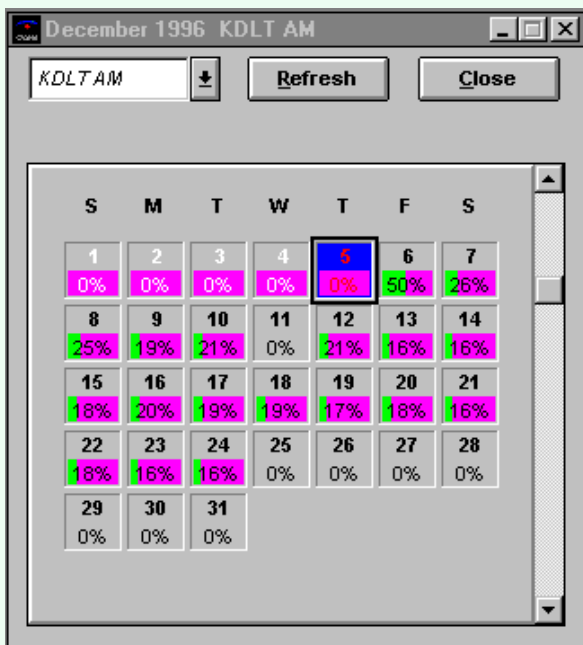 December 1996 KDLT AM
KDLT AM Refresh Close
S M T W T F S
1 2 3 4 5 6 7
0% 0% 0% 0% 0% 50% 26%
8 9 10 11 12 13 14
25% 19% 21% 0% 21% 16% 16%
15 16 17 18 19 20 21
18% 20% 19% 19% 17% 18% 16%
22 23 24 25 26 27 28
18% 16% 16% 0% 0% 0% 0%
29 30 31
0% 0% 0%